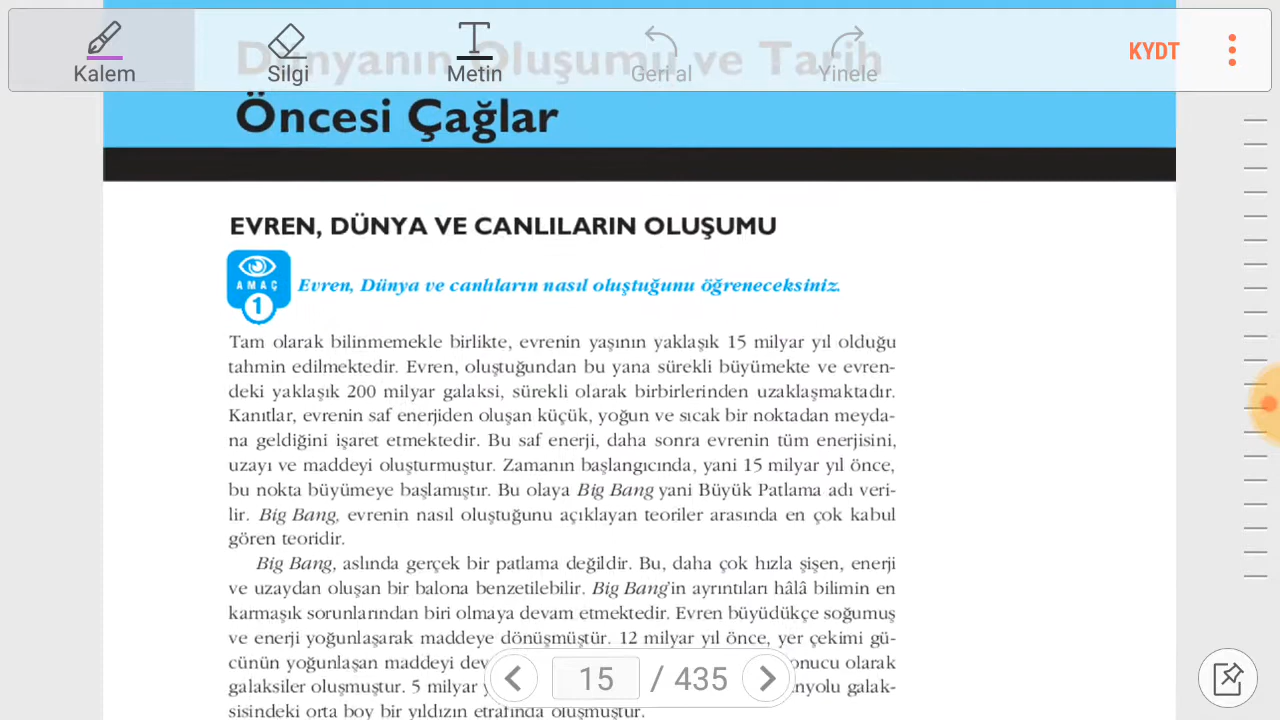 Kalem
Silgi
Metin
Geri al
Yinele
KYDT
Dünyanın Oluşumu ve Tarih
Öncesi Çağlar
EVREN, DÜNYA VE CANLILARIN OLUŞUMU
AMAÇ
1
Evren, Dünya ve canlıların nasıl oluştuğunu öğreneceksiniz.
Tam olarak bilinmemekle birlikte, evrenin yaşının yaklaşık 15 milyar yıl olduğu
tahmin edilmektedir. Evren, oluştuğundan bu yana sürekli büyümekte ve evren-
deki yaklaşık 200 milyar galaksi, sürekli olarak birbirlerinden uzaklaşmaktadır.
Kanıtlar, evrenin saf enerjiden oluşan küçük, yoğun ve sıcak bir noktadan meyda-
na geldiğini işaret etmektedir. Bu saf enerji, daha sonra evrenin tüm enerjisini,
uzayı ve maddeyi oluşturmuştur. Zamanın başlangıcında, yani 15 milyar yıl önce,
bu nokta büyümeye başlamıştır. Bu olaya Big Bang yani Büyük Patlama adı veri-
lir. Big Bang, evrenin nasıl oluştuğunu açıklayan teoriler arasında en çok kabul
gören teoridir.
Big Bang, aslında gerçek bir patlama değildir. Bu, daha çok hızla şişen, enerji
ve uzaydan oluşan bir balona benzetilebilir. Big Bang'in ayrıntıları hâlâ bilimin en
karmaşık sorunlarından biri olmaya devam etmektedir. Evren büyüdükçe soğumuş
ve enerji yoğunlaşarak maddeye dönüşmüştür. 12 milyar yıl önce, yer çekimi gü-
cünün yoğunlaşan maddeyi olarak
galaksiler oluşmuştur. 5 milyar galak-
sisindeki orta boy bir yıldızın etrafında oluşmuştur.
15 / 435